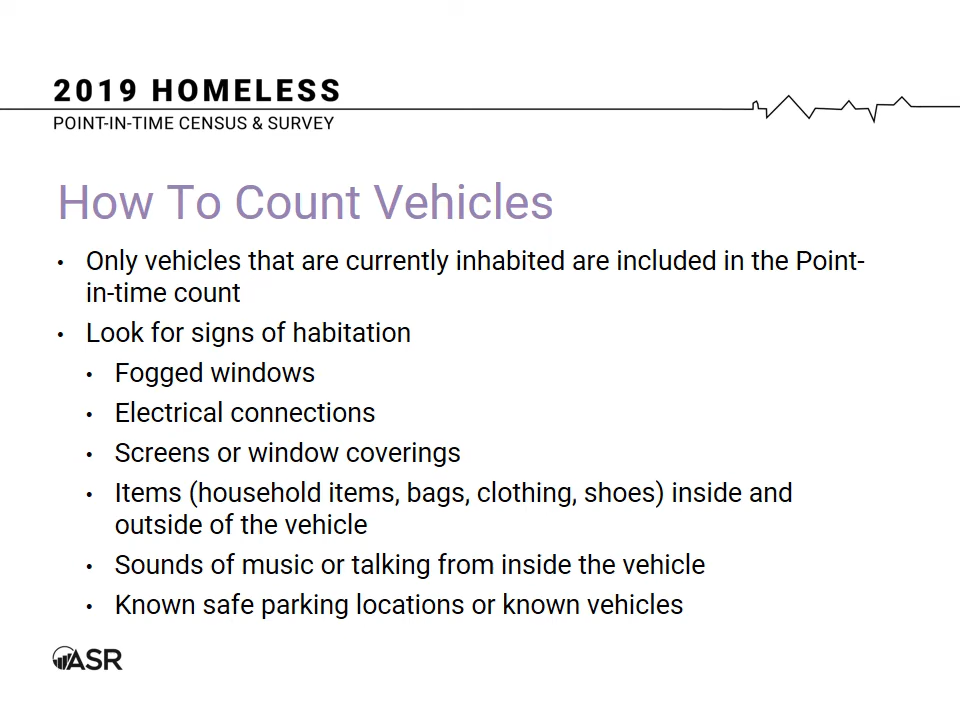 2019 HOMELESS
POINT-IN-TIME CENSUS & SURVEY
How To Count Vehicles
• Only vehicles that are currently inhabited are included in the Point-
in-time count
• Look for signs of habitation
• Fogged windows
• Electrical connections
• Screens or window coverings
• Items (household items, bags, clothing, shoes) inside and
outside of the vehicle
• Sounds of music or talking from inside the vehicle
• Known safe parking locations or known vehicles
ASR